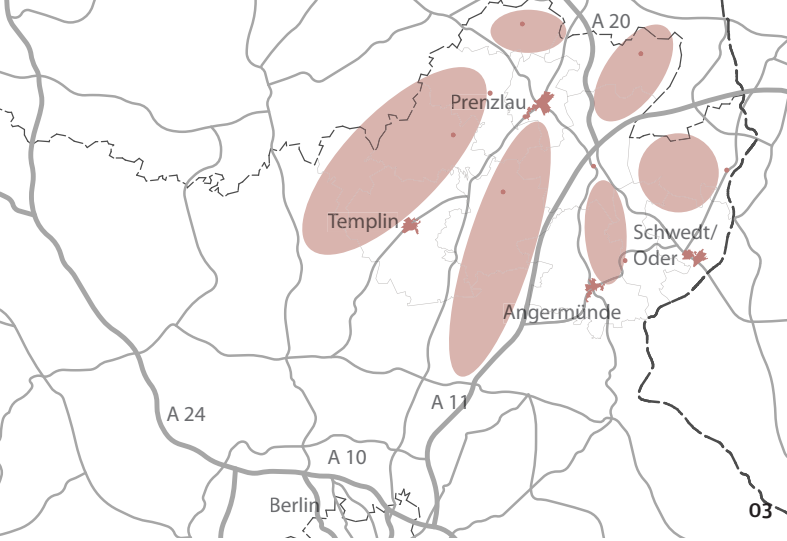 A 20
Prenzlau
Templin
Schwedt/
Oder
Angermünde
A 11
A 24
A 10
Berlin
03